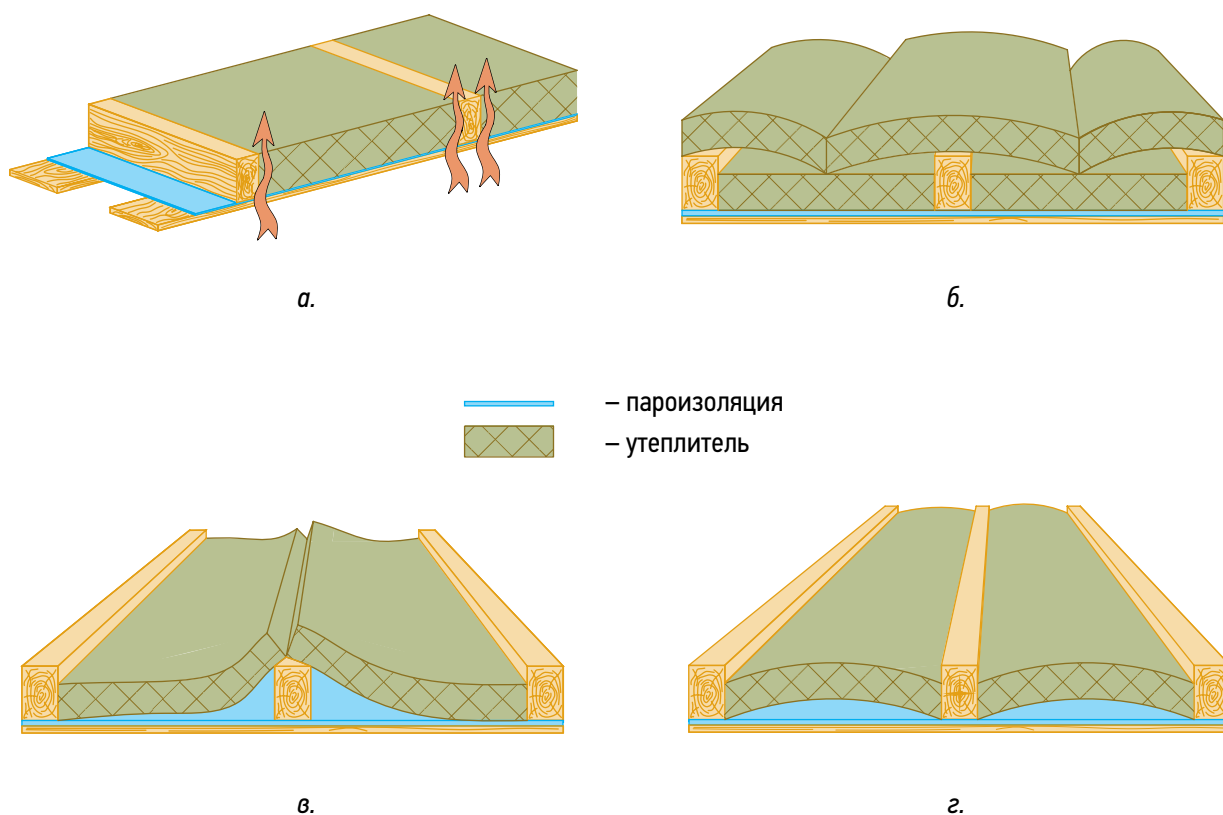 а.
б.
– пароизоляция
– утеплитель
в.
г.